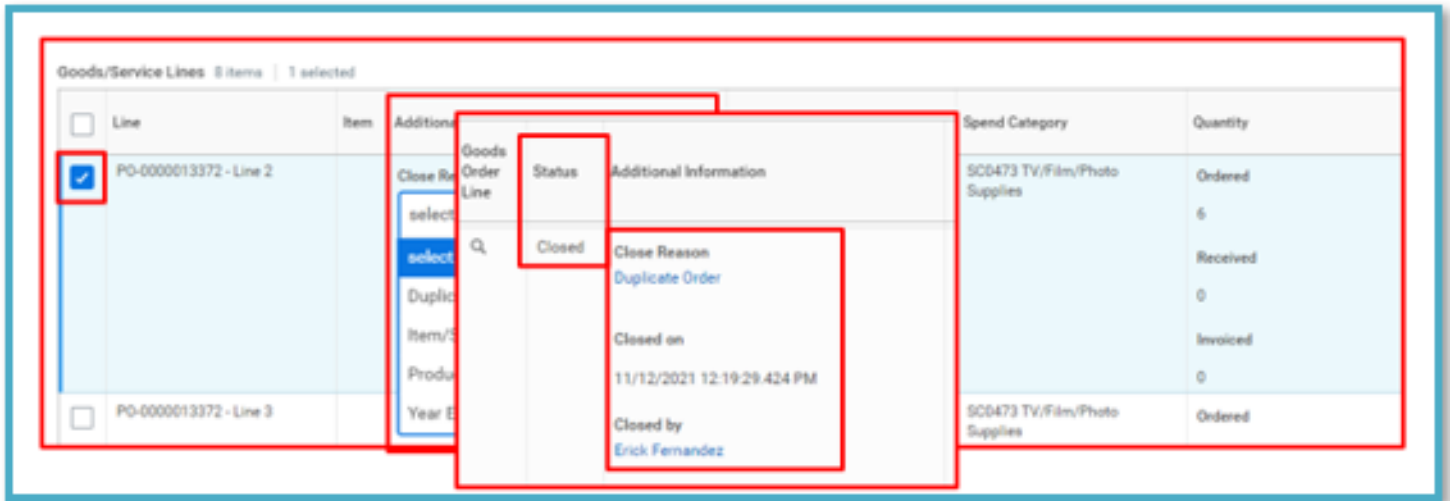 Goods/Service Lines 8 items | 1 selected
Line
Item
Additiona
Spend Category
Quantity
PO-0000013372 - Line 2
Close Re
select
select
Duplic
Item/S
Produ
Year E
SC0473 TV/Film/Photo
Supplies
Ordered
6
Received
0
Invoiced
0
PO-0000013372 - Line 3
SC0473 TV/Film/Photo
Supplies
Ordered
Goods
Order
Line
Status
Additional Information
Closed
Close Reason
Duplicate Order
Closed on
11/12/2021 12:19:29.424 PM
Closed by
Erick Fernandez